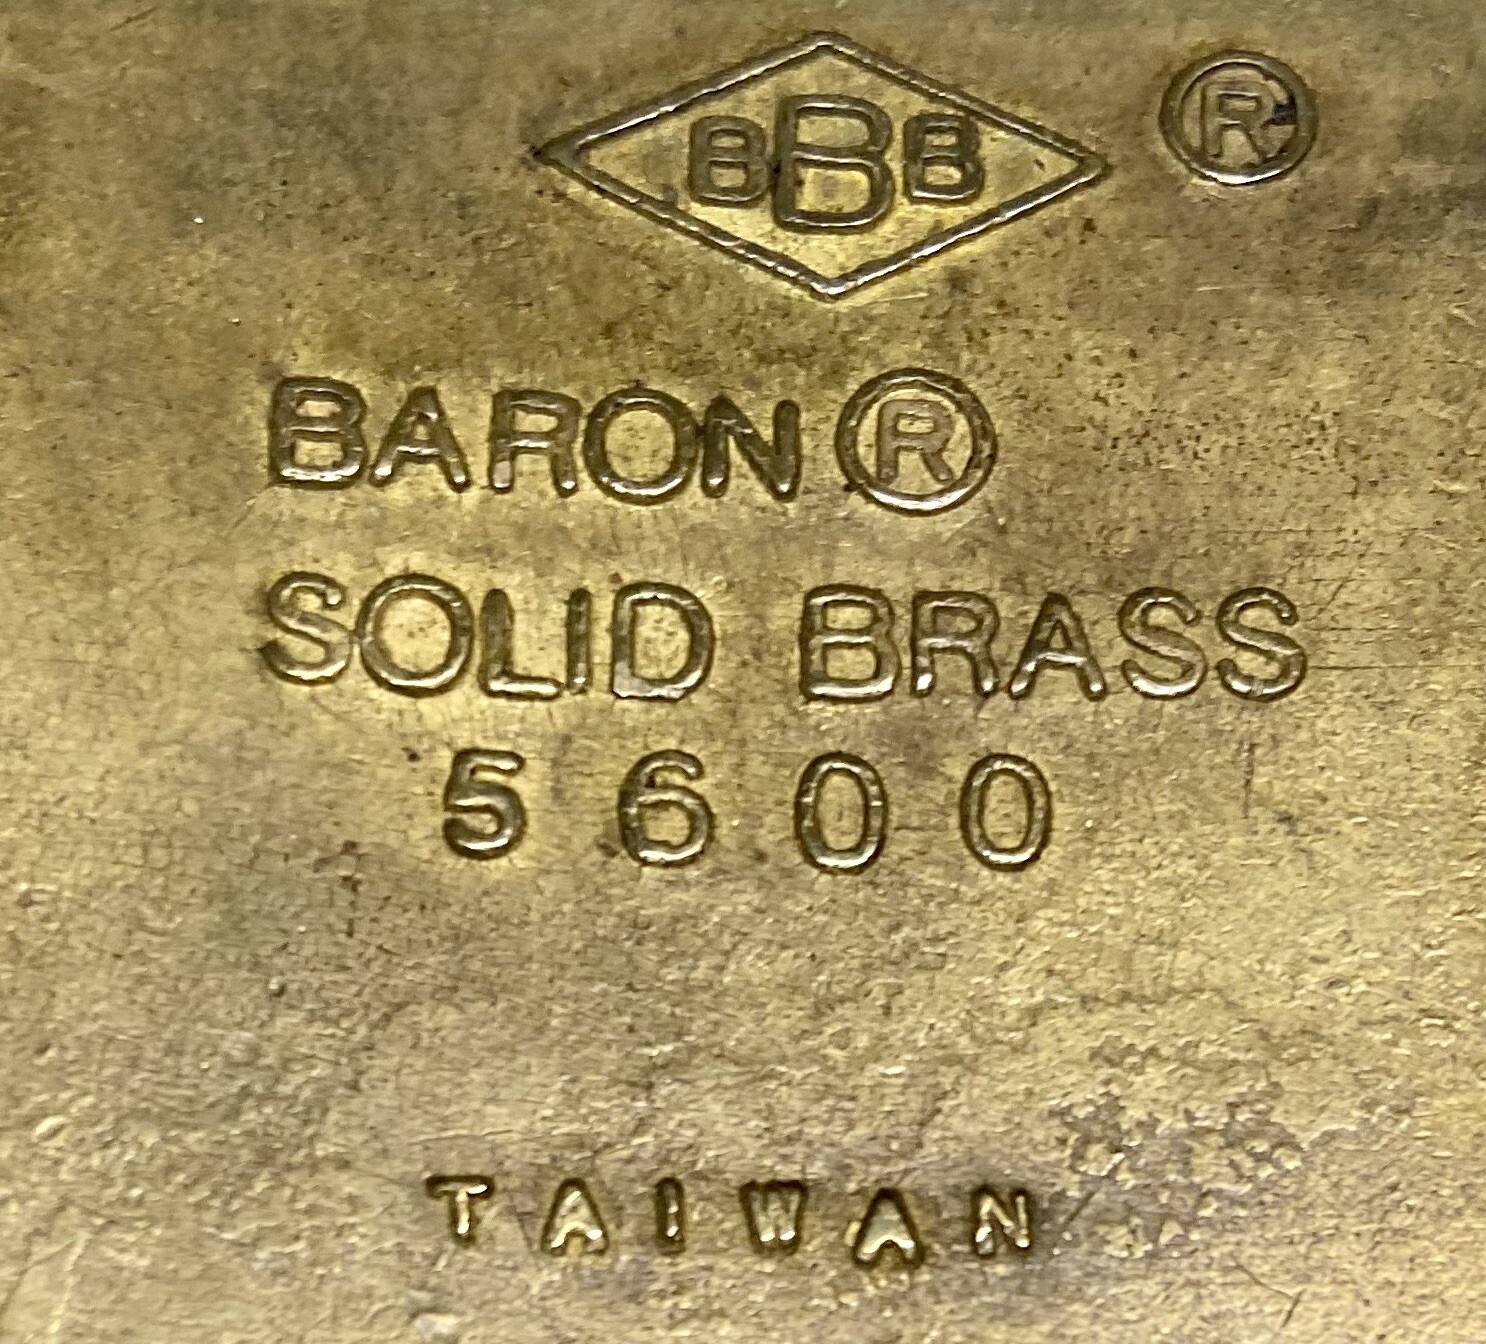 BBB ®
BARON ®
SOLID BRASS
5600
TAIWAN